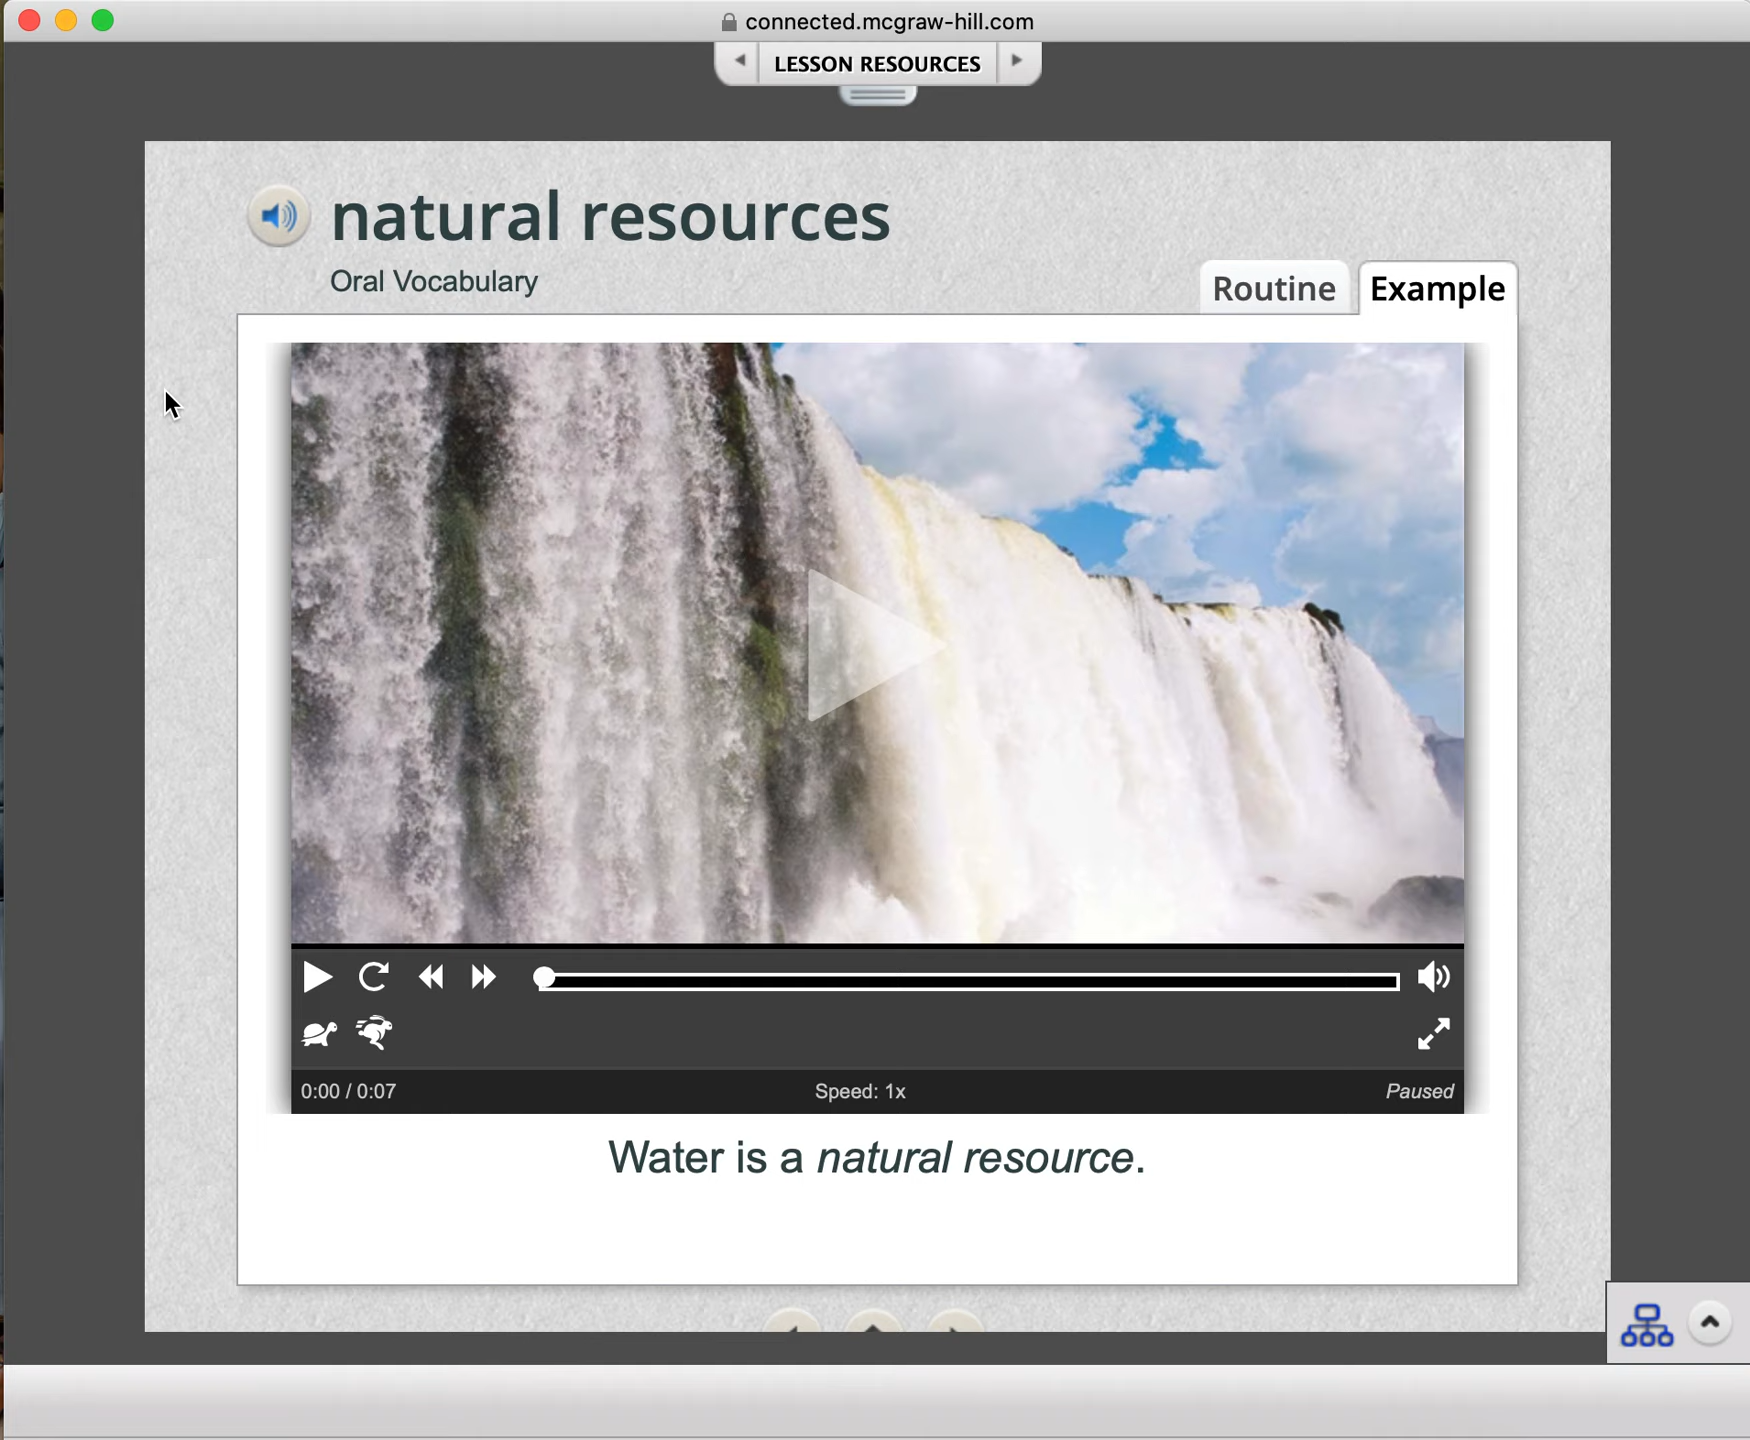 connected.mcgraw-hill.com
LESSON RESOURCES
natural resources
Oral Vocabulary
Routine
Example
0:00 / 0:07
Speed: 1x
Paused
Water is a natural resource.